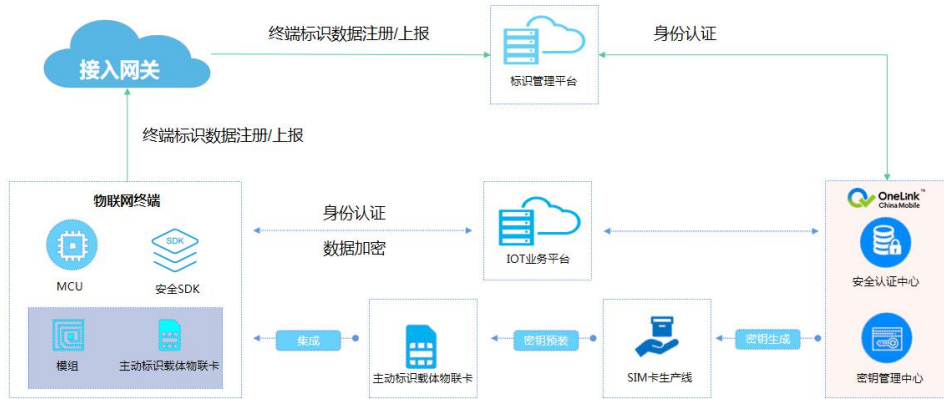 终端标识数据注册/上报
身份认证
接入网关
标识管理平台
终端标识数据注册/上报
物联网终端
OneLink™
China Mobile
身份认证
SDK
数据加密
IOT业务平台
MCU
安全SDK
安全认证中心
集成
密钥预装
密钥生成
模组
主动标识载体物联卡
主动标识载体物联卡
SIM卡生产线
密钥管理中心